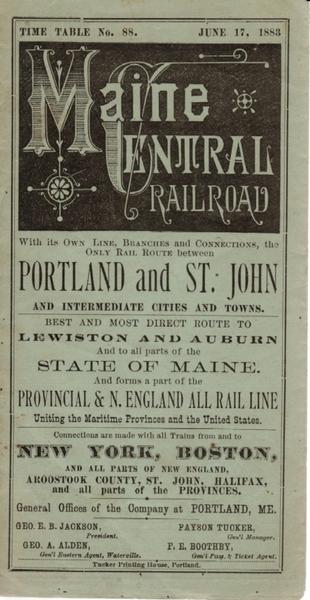 TIME TABLE No. 88. JUNE 17, 1883
Maine
CENTRAL
RAILROAD
With its OWN LINE, BRANCHES and CONNECTIONS, the
ONLY RAIL ROUTE between
PORTLAND and ST. JOHN
AND INTERMEDIATE CITIES AND TOWNS.
BEST AND MOST DIRECT ROUTE TO
LEWISTON AND AUBURN
And to all parts of the
STATE OF MAINE.
And forms a part of the
PROVINCIAL & N. ENGLAND ALL RAIL LINE
Uniting the Maritime Provinces and the United States.
Connections are made with all Trains from and to
NEW YORK, BOSTON,
AND ALL PARTS OF NEW ENGLAND,
AROOSTOOK COUNTY, ST. JOHN, HALIFAX,
and all parts of the PROVINCES.
General Offices of the Company at PORTLAND, ME.
GEO. E. B. JACKSON, PAYSON TUCKER,
President. Gen'l Manager.
GEO. A. ALDEN, F. E. BOOTHBY,
Gen'l Eastern Agent, Waterville. Gen'l Pass. & Ticket Agent.
Tucker Printing House, Portland.